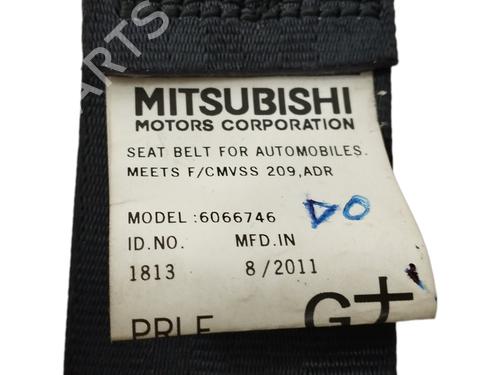 MITSUBISHI
MOTORS CORPORATION
SEAT BELT FOR AUTOMOBILES.
MEETS F/CMVSS 209,ADR
MODEL :6066746
DO
ID.NO. MFD.IN
1813 8/2011
G+
PARTS